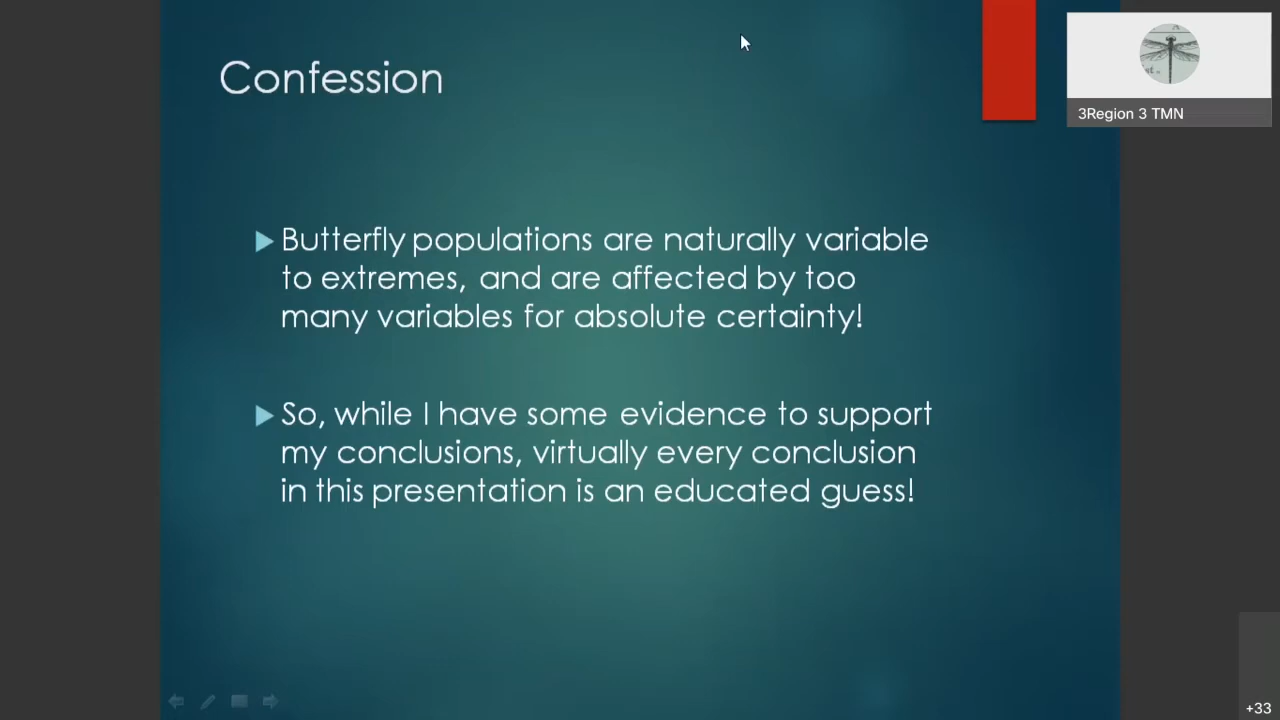 Confession
3Region 3 TMN
Butterfly populations are naturally variable
to extremes, and are affected by too
many variables for absolute certainty!
So, while I have some evidence to support
my conclusions, virtually every conclusion
in this presentation is an educated guess!
+33